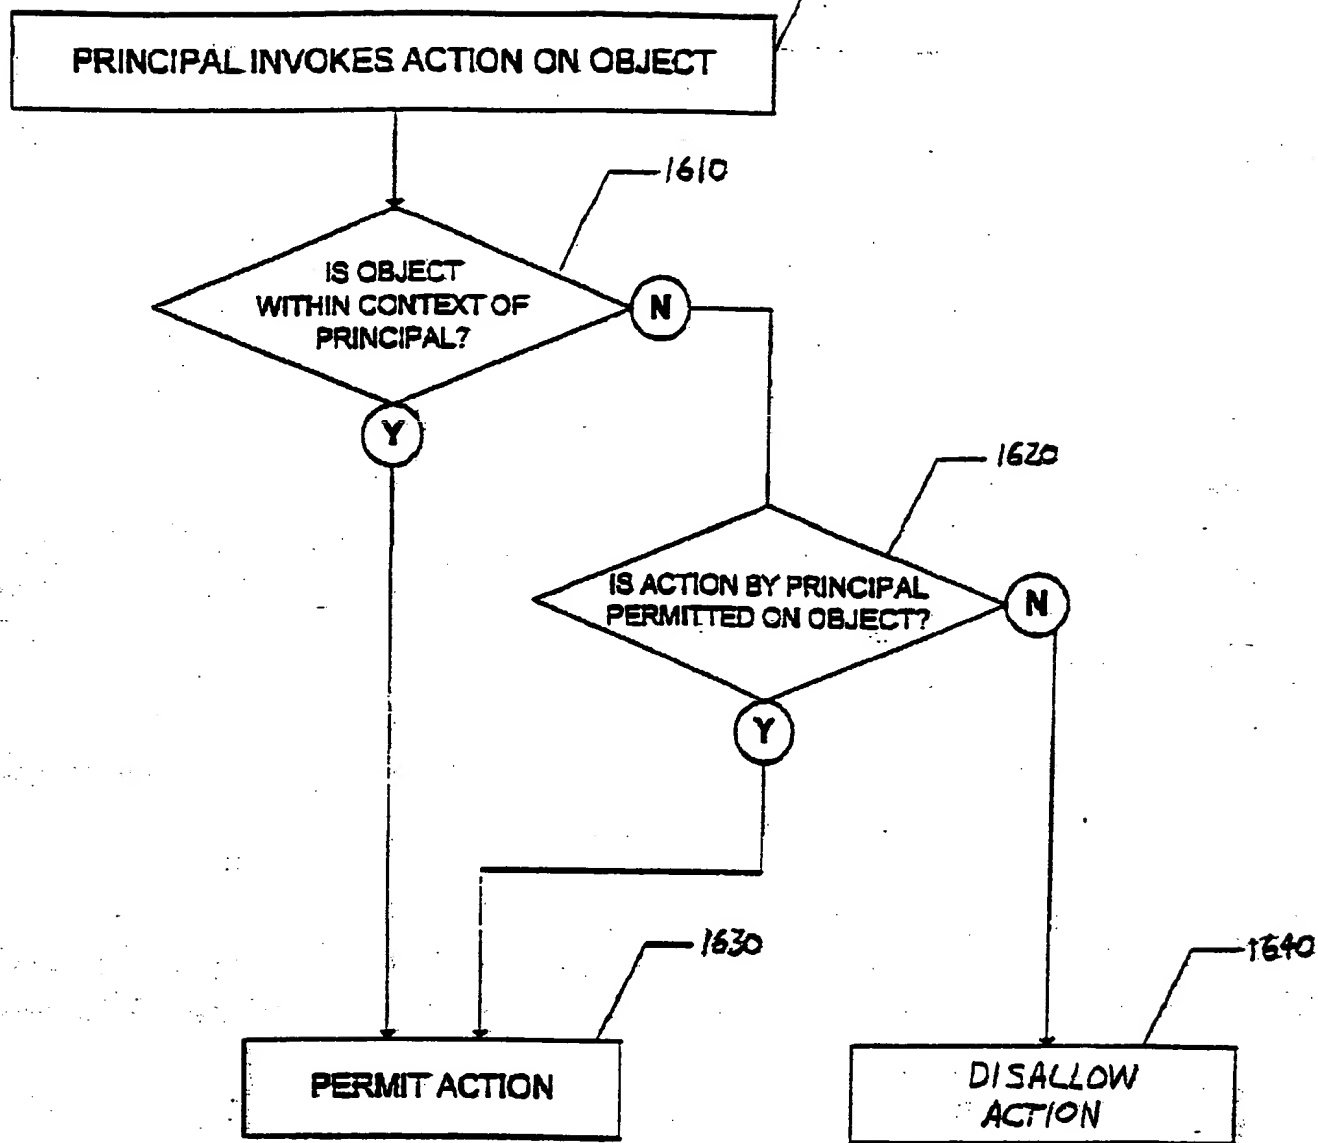 PRINCIPAL INVOKES ACTION ON OBJECT
1610
IS OBJECT
WITHIN CONTEXT OF
PRINCIPAL?
N
Y
1620
IS ACTION BY PRINCIPAL
PERMITTED ON OBJECT?
N
Y
1630
1640
PERMIT ACTION
DISALLOW
ACTION